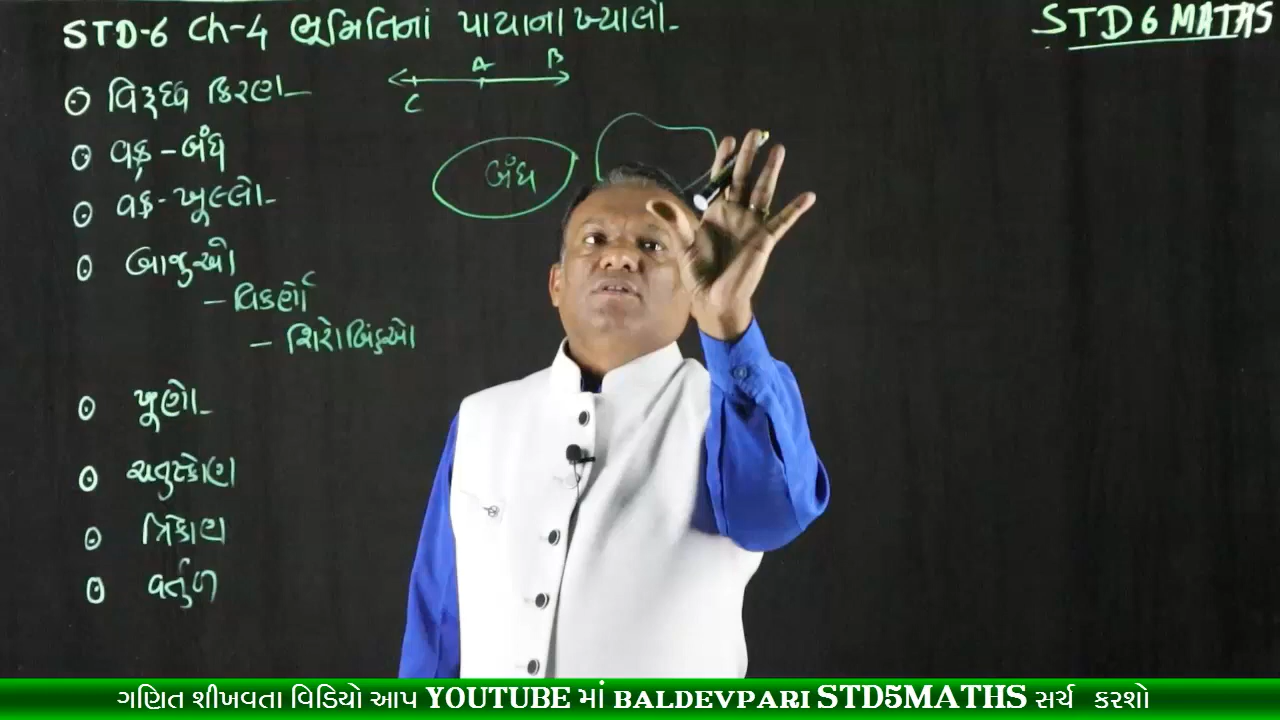 STD-6 Ch-4 ભૂમિતિનાં પાયાના ખ્યાલો
STD 6 MATHS
વિરૂધ્ધ કિરણ
C A B
વક્ર - બંધ
બંધ
વક્ર - ખુલ્લો
બાજુઓ
- વિકર્ણો
- શિરોબિંદુઓ
ખૂણો
ચતુષ્કોણ
ત્રિકોણ
વર્તુળ
ગણિત શીખવતા વિડિયો આપ YOUTUBE માં BALDEVPARI STD5MATHS સર્ચ કરશો